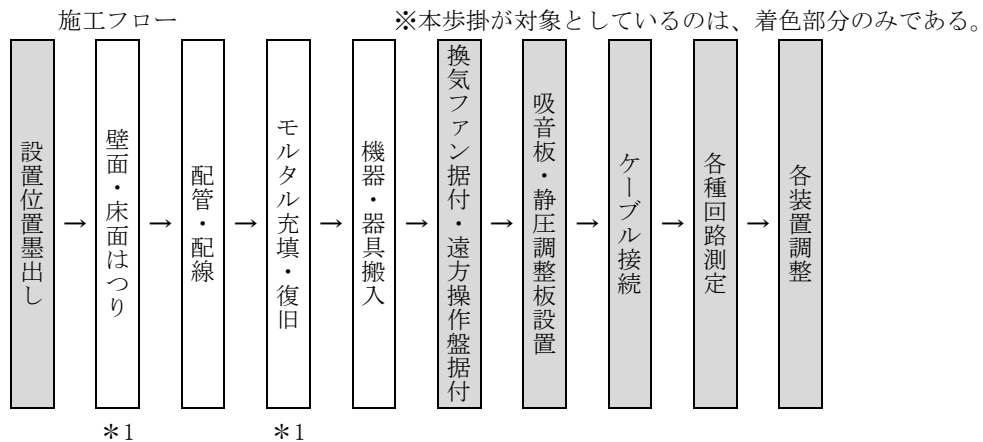 施工フロー
※本歩掛が対象としているのは、着色部分のみである。
設置位置墨出し
→
壁面・床面はつり
→
配管・配線
→
モルタル充填・復旧
→
機器・器具搬入
→
換気ファン据付・遠方操作盤据付
→
吸音板・静圧調整板設置
→
ケーブル接続
→
各種回路測定
→
各装置調整
*1
*1